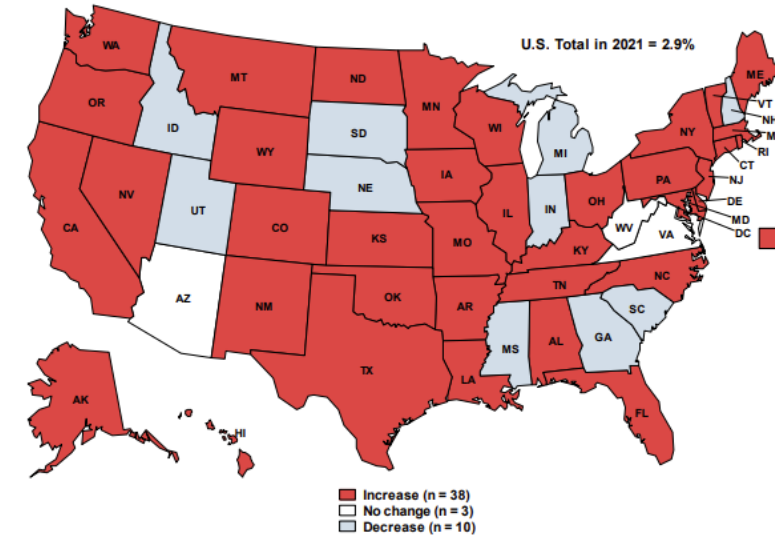 U.S. Total in 2021 = 2.9%
WA
MT
ND
ME
VT
NH
OR
MN
ID
SD
WI
NY
MI
RI
CT
WY
IA
PA
NJ
NE
NV
OH
DE
UT
IL
IN
MD
CO
WV
DC
CA
KS
MO
VA
KY
NC
TN
AZ
OK
NM
AR
SC
MS
AL
GA
TX
LA
AK
FL
HI
Increase (n = 38)
No change (n = 3)
Decrease (n = 10)